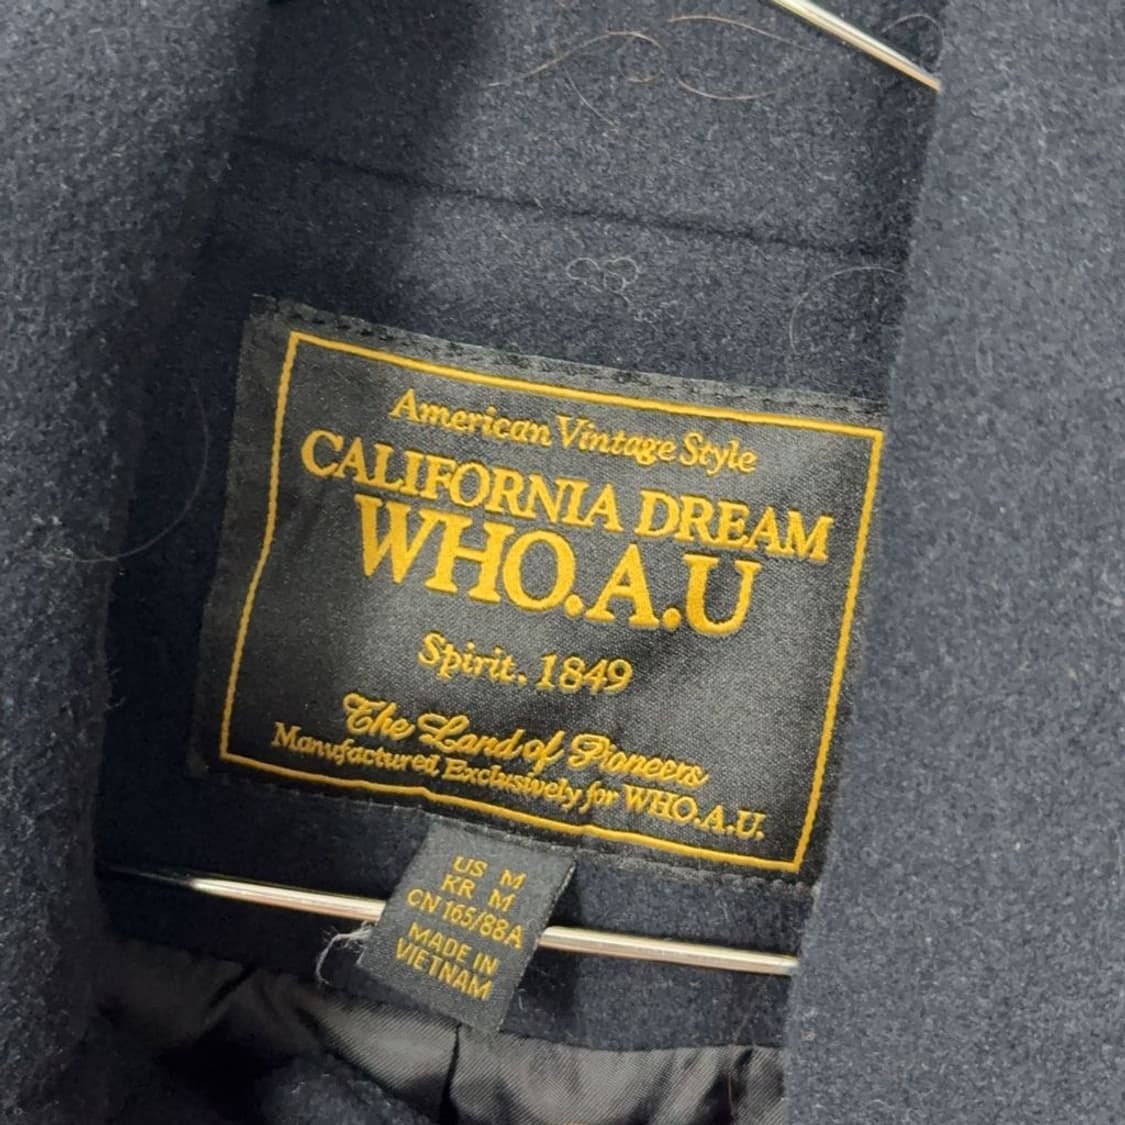 American Vintage Style
CALIFORNIA DREAM
WHO.A.U
Spirit. 1849
The Land of Pioneers
Manufactured Exclusively for WHO.A.U.
US M
KR M
CN 165/88A
MADE IN
VIETNAM